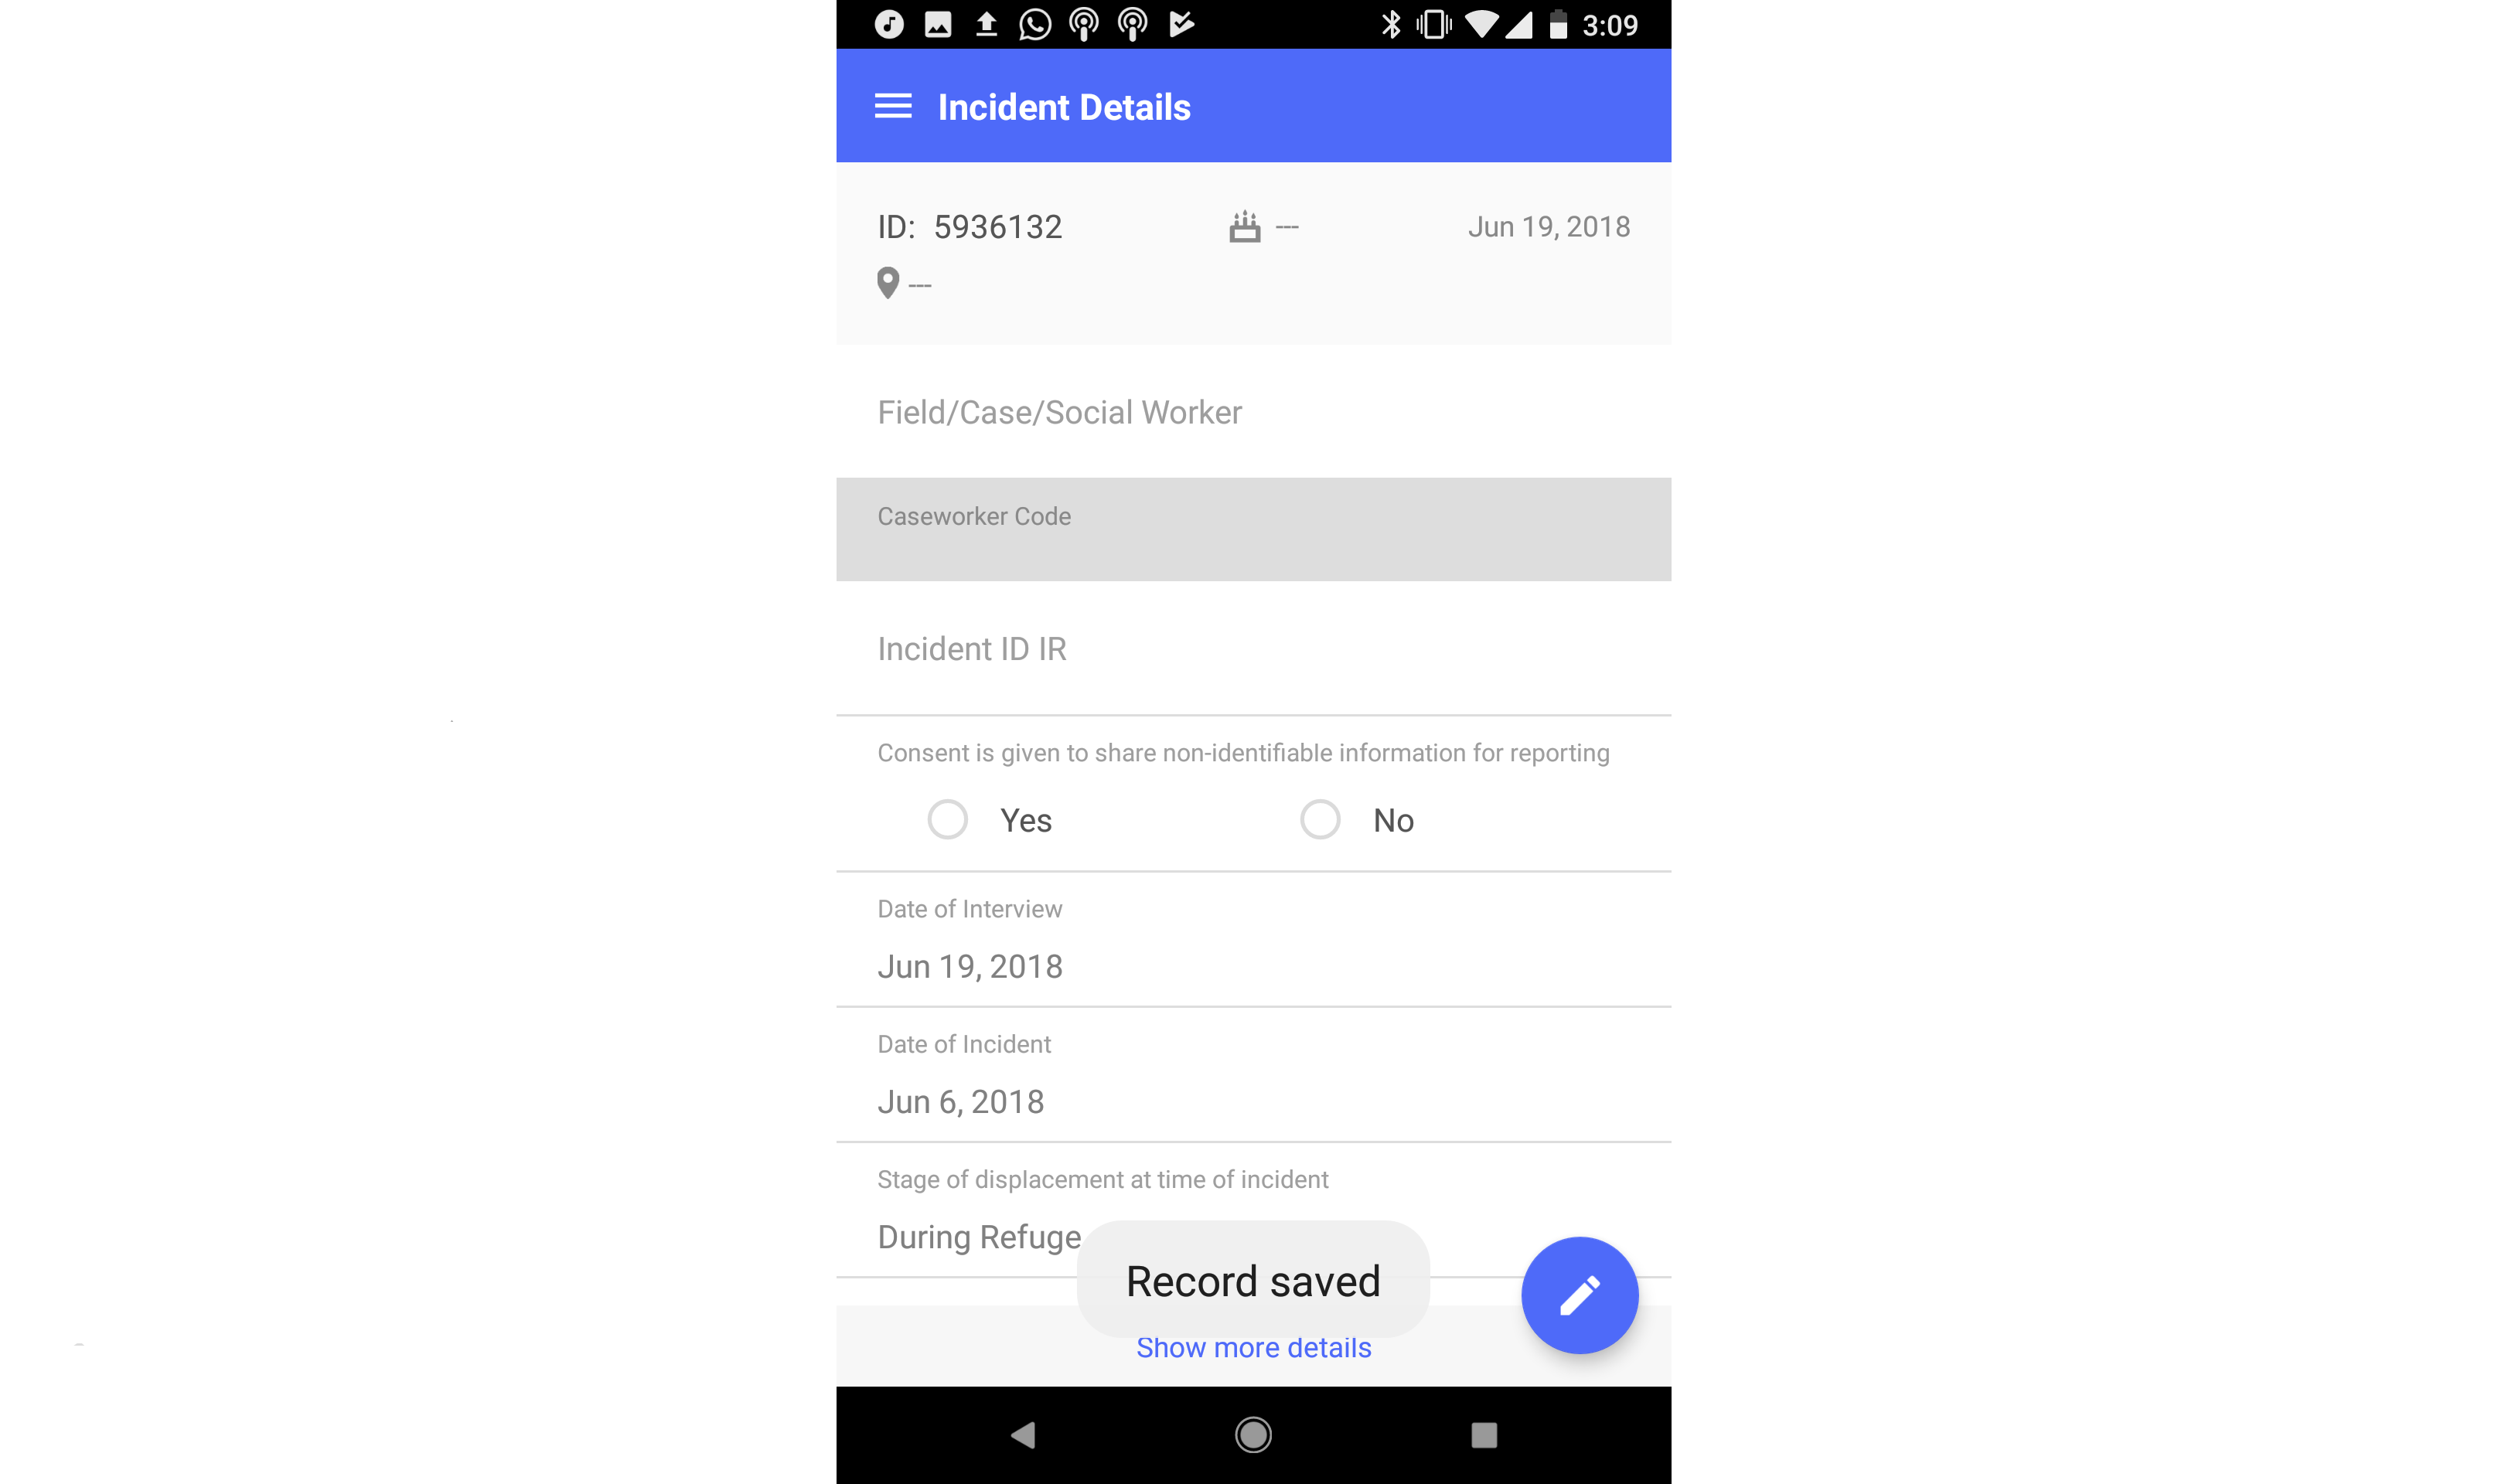 3:09
Incident Details
ID: 5936132 --- Jun 19, 2018
---
Field/Case/Social Worker
Caseworker Code
Incident ID IR
Consent is given to share non-identifiable information for reporting
Yes No
Date of Interview
Jun 19, 2018
Date of Incident
Jun 6, 2018
Stage of displacement at time of incident
During Refuge
Record saved
Show more details